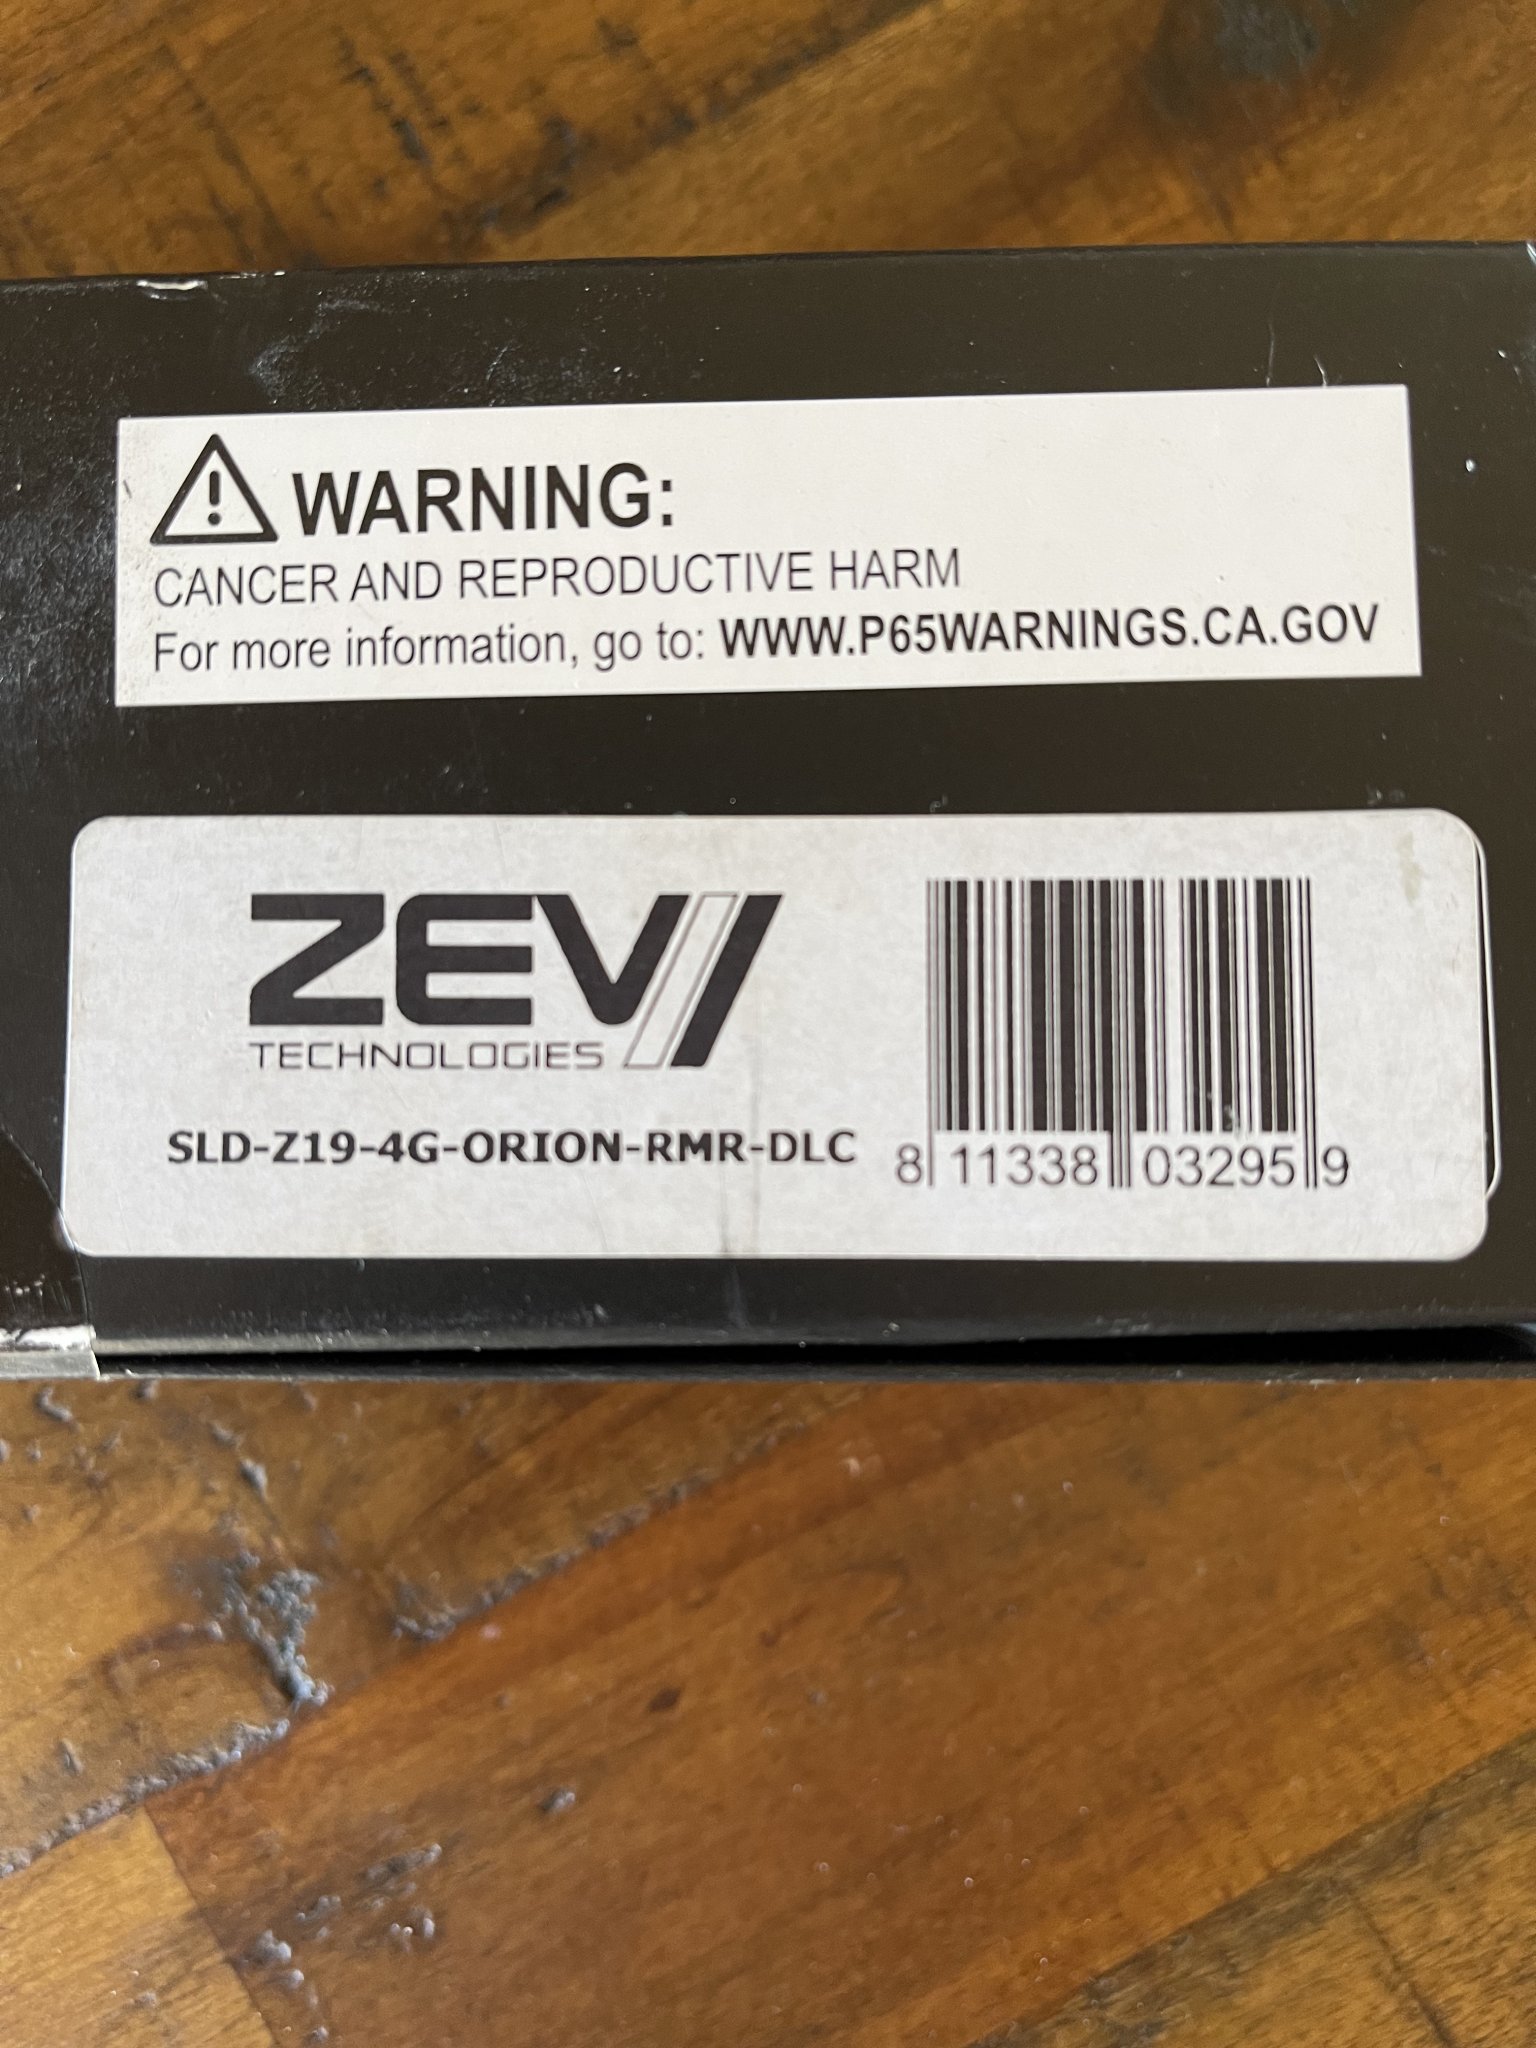 WARNING:
CANCER AND REPRODUCTIVE HARM
For more information, go to: WWW.P65WARNINGS.CA.GOV
ZEV
TECHNOLOGIES
SLD-Z19-4G-ORION-RMR-DLC
8 11338 03295 9